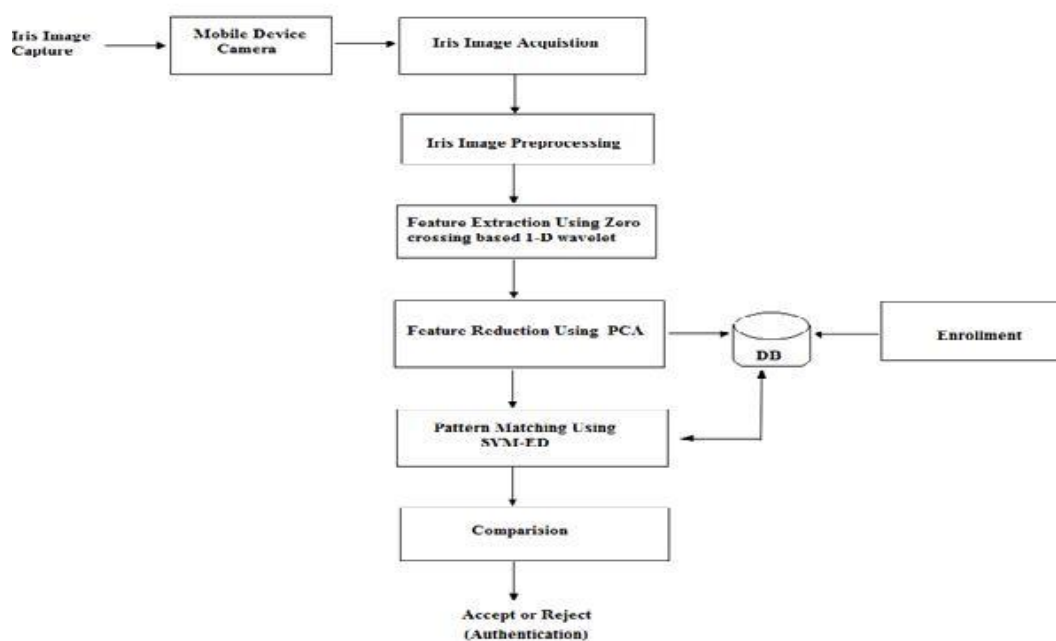 Iris Image
Capture
Mobile Device
Camera
Iris Image Acquistion
Iris Image Preprocessing
Feature Extraction Using Zero
crossing based 1-D wavelet
Feature Reduction Using PCA
DB
Enrollment
Pattern Matching Using
SVM-ED
Comparision
Accept or Reject
(Authentication)